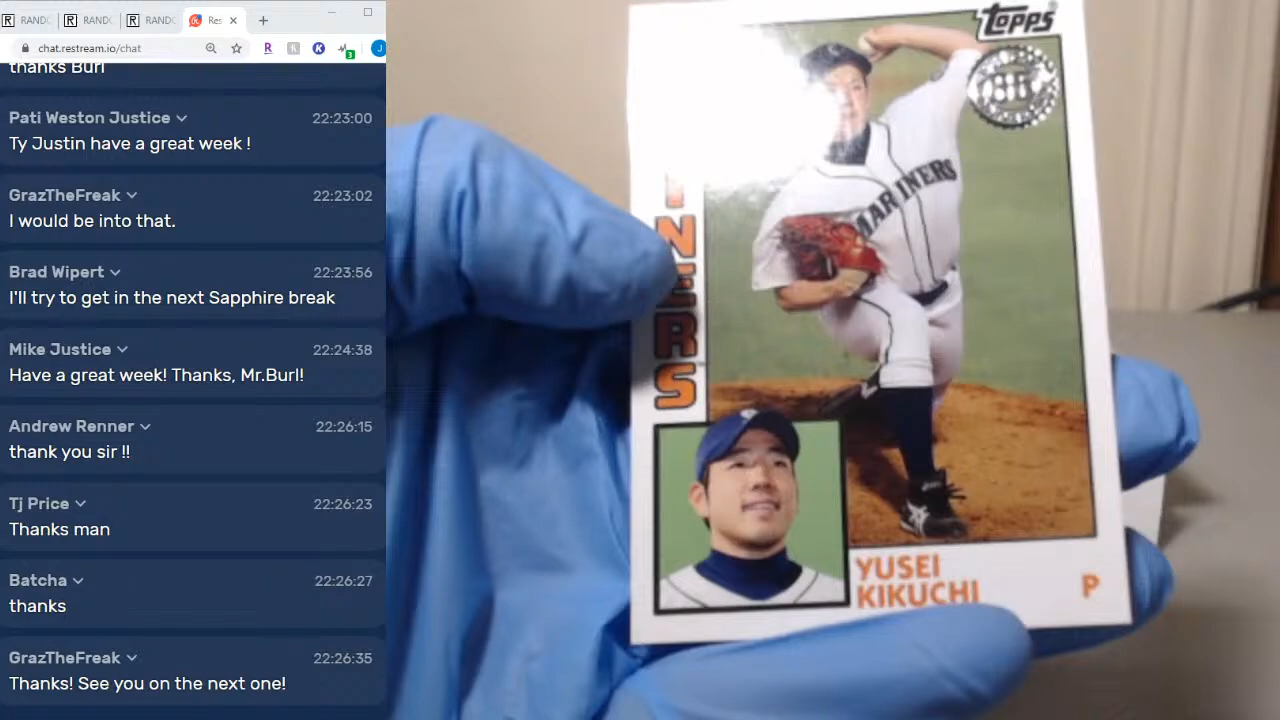 RAND
RAND
RAND
Res
chat.restream.io/chat
3
J
thanks Burl
Pati Weston Justice 22:23:00
Ty Justin have a great week !
GrazTheFreak 22:23:02
I would be into that.
Brad Wipert 22:23:56
I'll try to get in the next Sapphire break
Mike Justice 22:24:38
Have a great week! Thanks, Mr.Burl!
Andrew Renner 22:26:15
thank you sir !!
Tj Price 22:26:23
Thanks man
Batcha 22:26:27
thanks
GrazTheFreak 22:26:35
Thanks! See you on the next one!
Topps
MARINERS
INERS
YUSEI
KIKUCHI
P